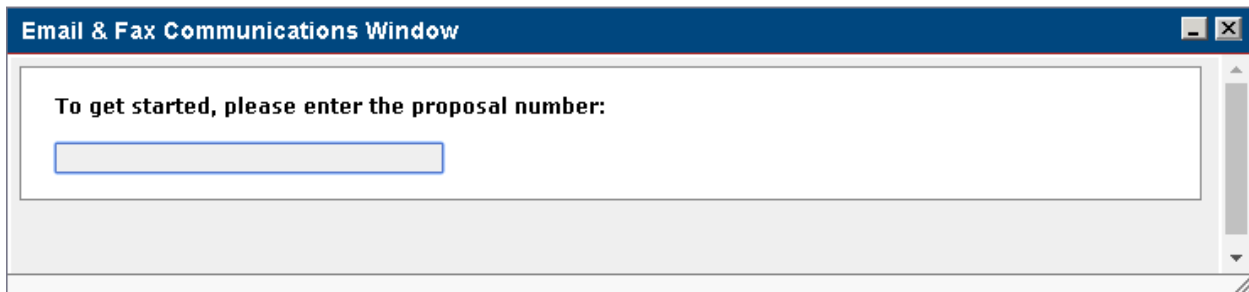 Email & Fax Communications Window
To get started, please enter the proposal number: